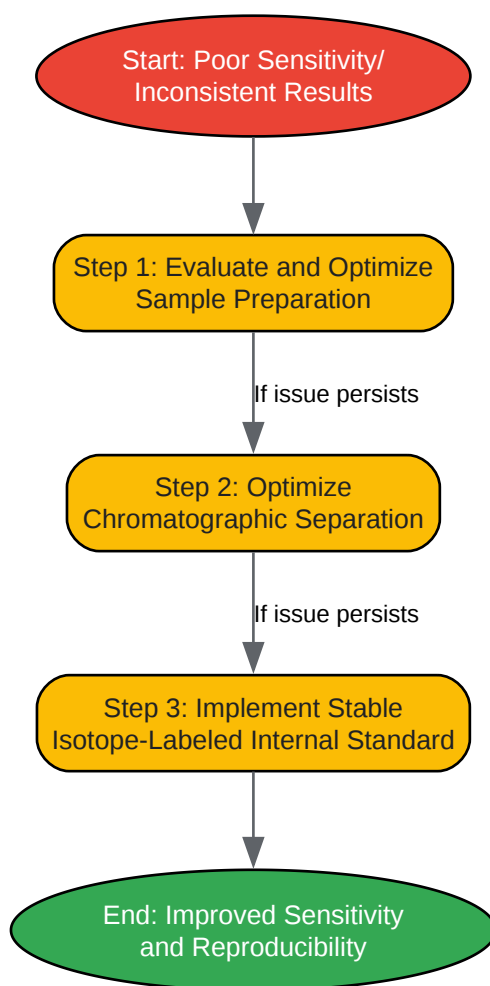 Start: Poor Sensitivity/
Inconsistent Results
Step 1: Evaluate and Optimize
Sample Preparation
If issue persists
Step 2: Optimize
Chromatographic Separation
If issue persists
Step 3: Implement Stable
Isotope-Labeled Internal Standard
End: Improved Sensitivity
and Reproducibility